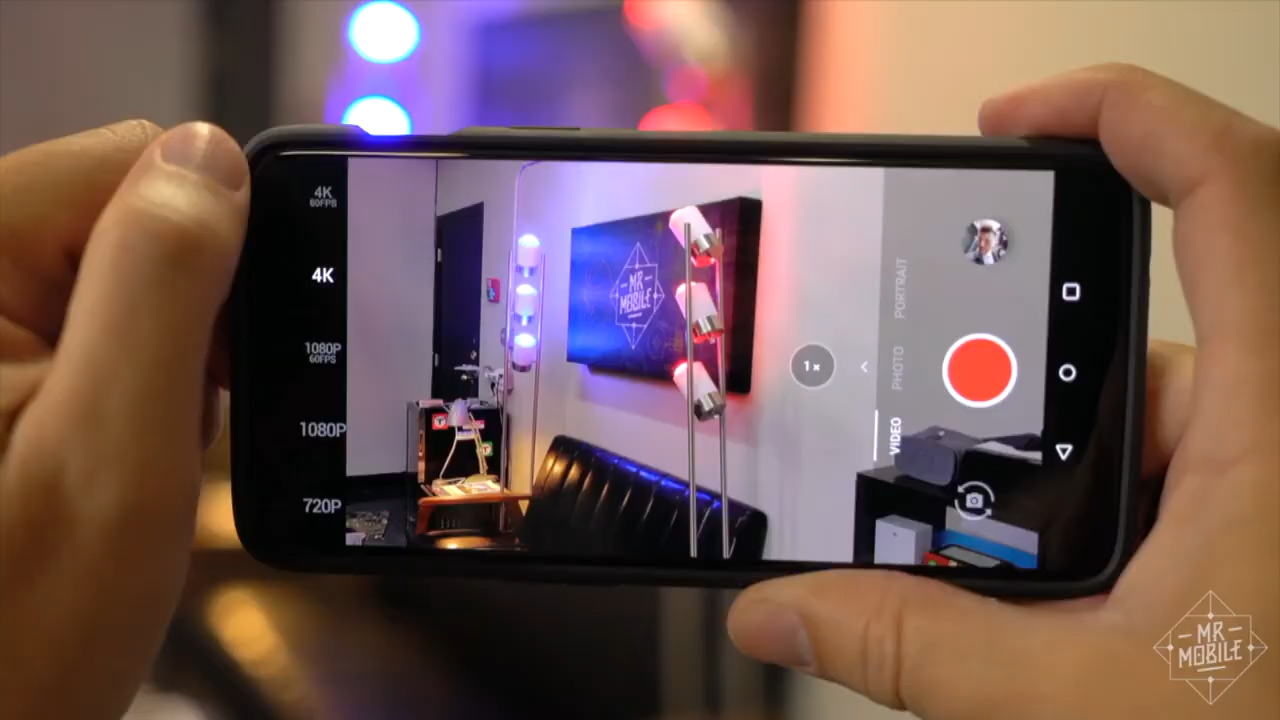 4K
60FPS
4K
1080P
60FPS
1080P
720P
MR
MOBILE
1x
PORTRAIT
PHOTO
VIDEO
T
MR
MOBILE